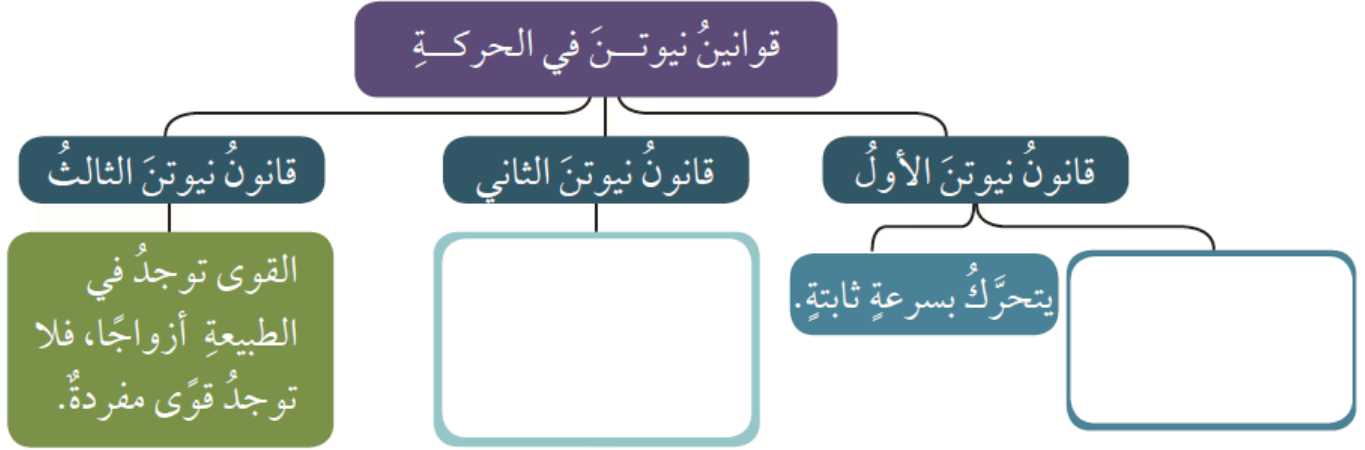 قوانينُ نيوتــنَ في الحركــةِ
قانونُ نيوتنَ الأولُ
قانونُ نيوتنَ الثاني
قانونُ نيوتنَ الثالثُ
يتحرَّكُ بسرعةٍ ثابتةٍ.
القوى توجدُ في
الطبيعةِ أزواجًا، فلا
توجدُ قوًى مفردةٌ.